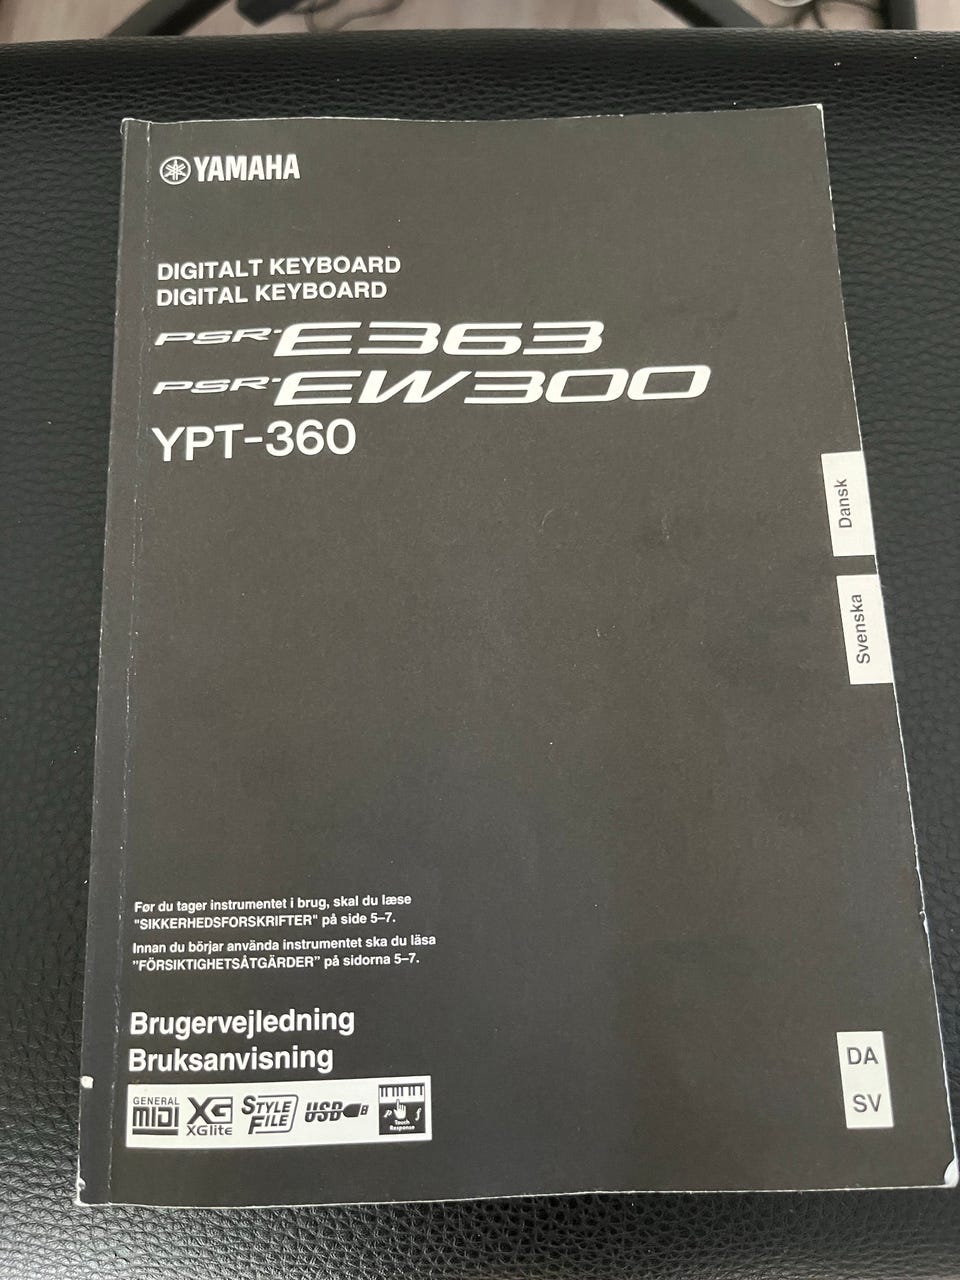 YAMAHA
DIGITALT KEYBOARD
DIGITAL KEYBOARD
PSR-E363
PSR-EW300
YPT-360
Dansk
Svenska
Før du tager instrumentet i brug, skal du læse
"SIKKERHEDSFORSKRIFTER" på side 5–7.
Innan du börjar använda instrumentet ska du läsa
”FÖRSIKTIGHETSÅTGÄRDER” på sidorna 5–7.
Brugervejledning
Bruksanvisning
GENERAL
MIDI
XG
XGlite
STYLE
FILE
USB
Touch
Response
DA
SV